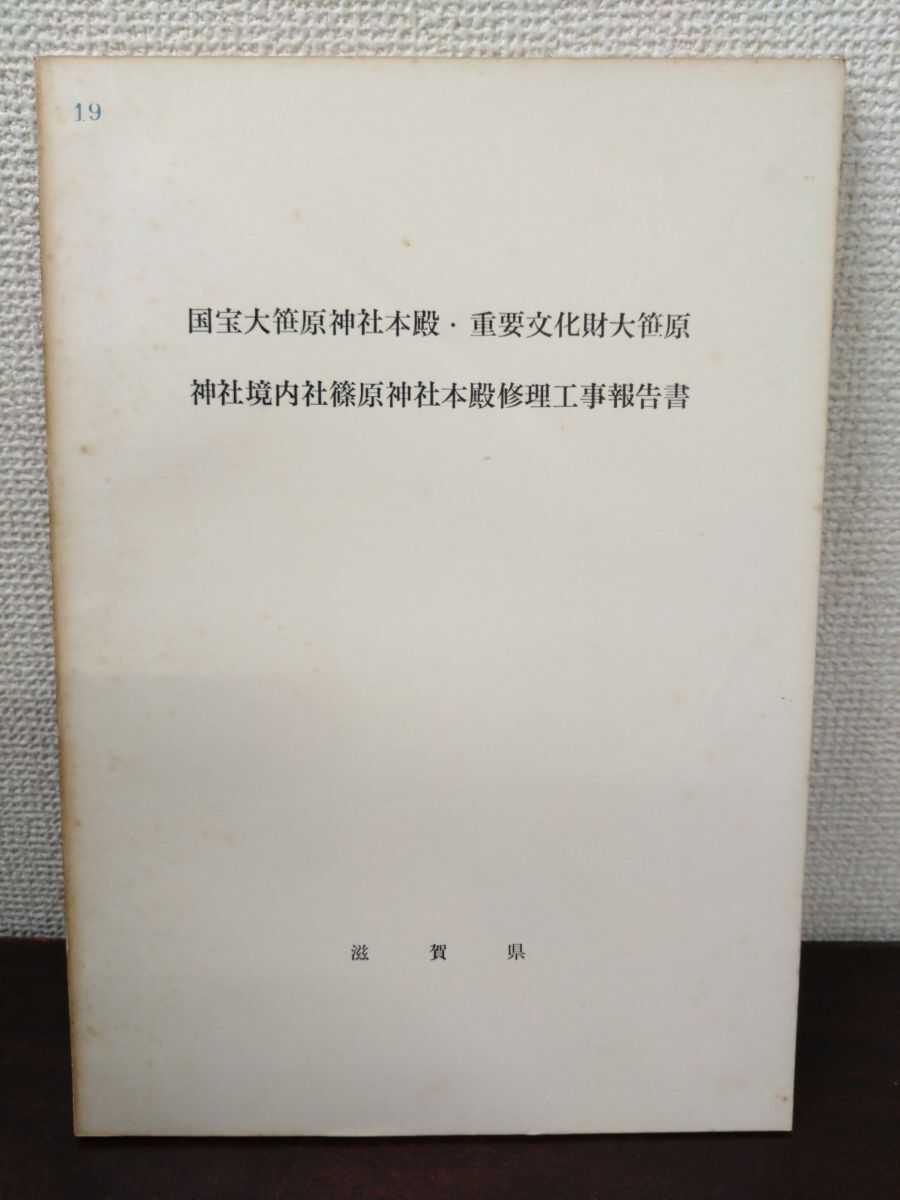 19
国宝大笹原神社本殿・重要文化財大笹原
神社境内社篠原神社本殿修理工事報告書
滋賀県